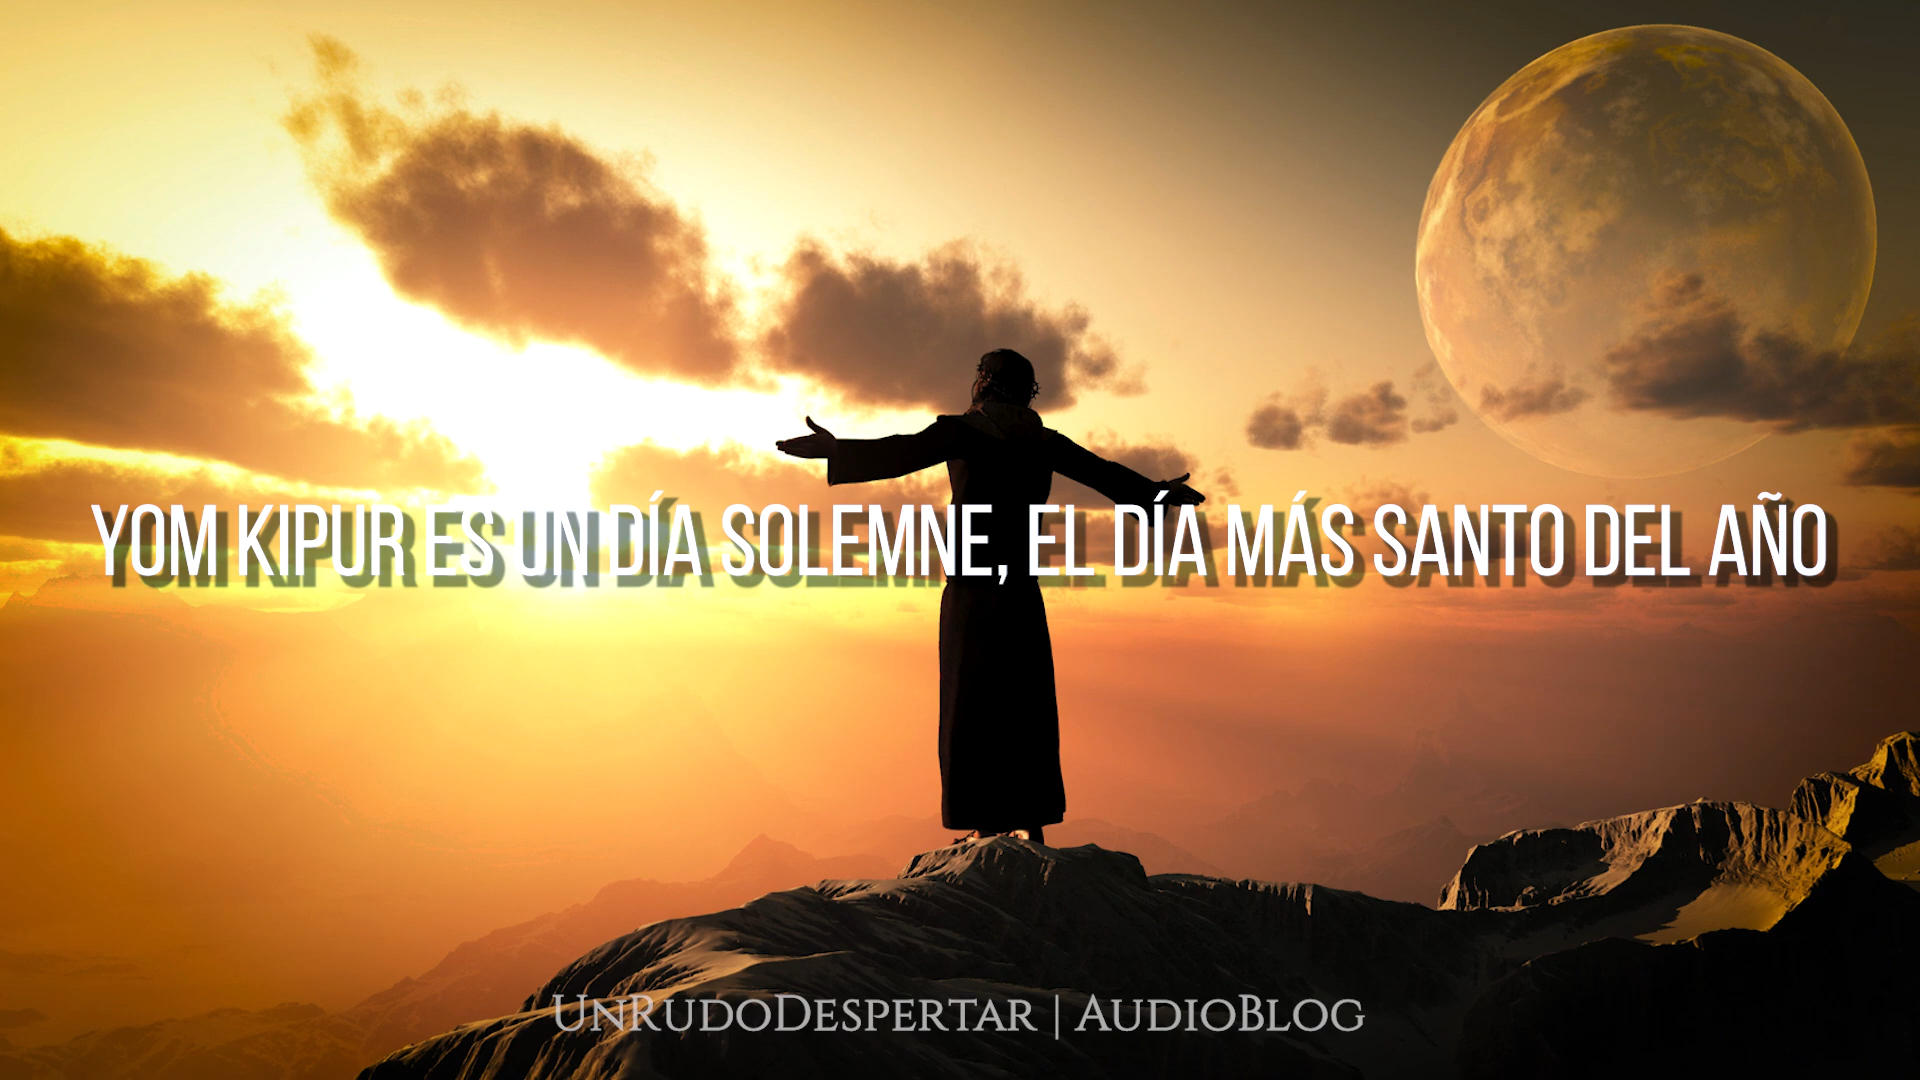 YOM KIPUR ES UN DÍA SOLEMNE, EL DÍA MÁS SANTO DEL AÑO
UnRudoDespertar | AudioBlog